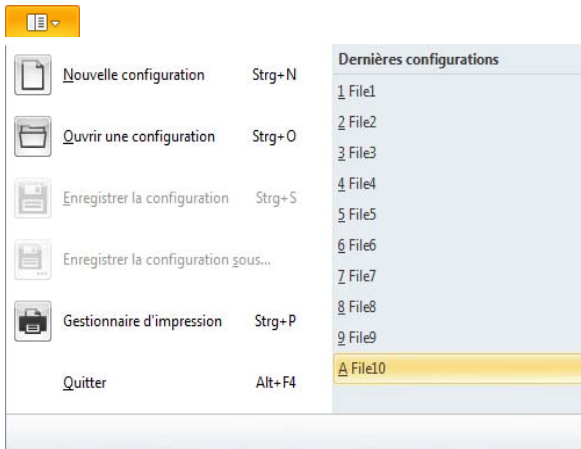 Nouvelle configuration Strg+N
Ouvrir une configuration Strg+O
Enregistrer la configuration Strg+S
Enregistrer la configuration sous...
Gestionnaire d'impression Strg+P
Quitter Alt+F4
Dernières configurations
1 File1
2 File2
3 File3
4 File4
5 File5
6 File6
7 File7
8 File8
9 File9
A File10